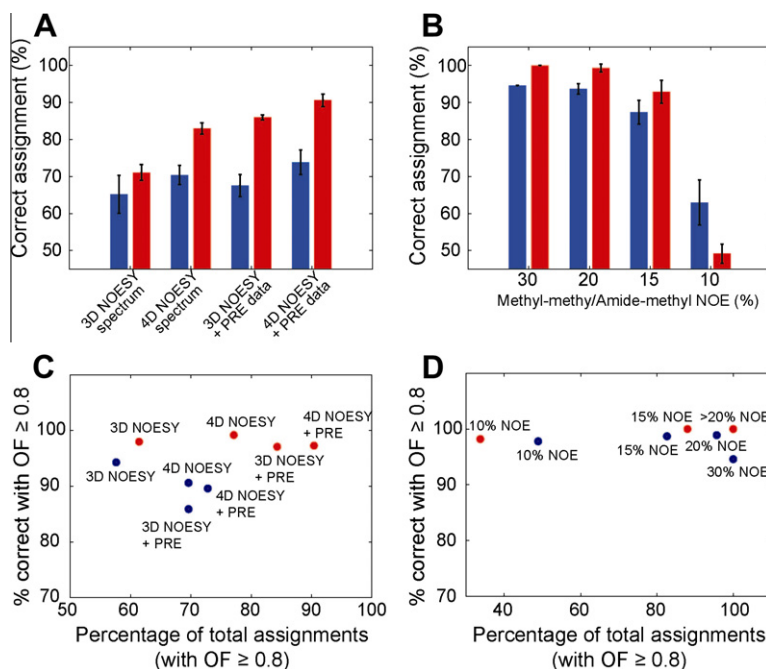 A
Correct assignment (%)
100
90
80
70
60
50
3D NOESY
spectrum
4D NOESY
spectrum
3D NOESY
+ PRE data
4D NOESY
+ PRE data
B
Correct assignment (%)
100
90
80
70
60
50
30
20
15
10
Methyl-methy/Amide-methyl NOE (%)
C
% correct with OF ≥ 0.8
110
100
90
80
70
3D NOESY
4D NOESY
4D NOESY
+ PRE
3D NOESY
4D NOESY
3D NOESY
+ PRE
4D NOESY
+ PRE
3D NOESY
+ PRE
50
60
70
80
90
100
Percentage of total assignments
(with OF ≥ 0.8)
D
% correct with OF ≥ 0.8
110
100
90
80
70
10% NOE
10% NOE
15% NOE
>20% NOE
15% NOE
20% NOE
30% NOE
40
60
80
100
Percentage of total assignments
(with OF ≥ 0.8)